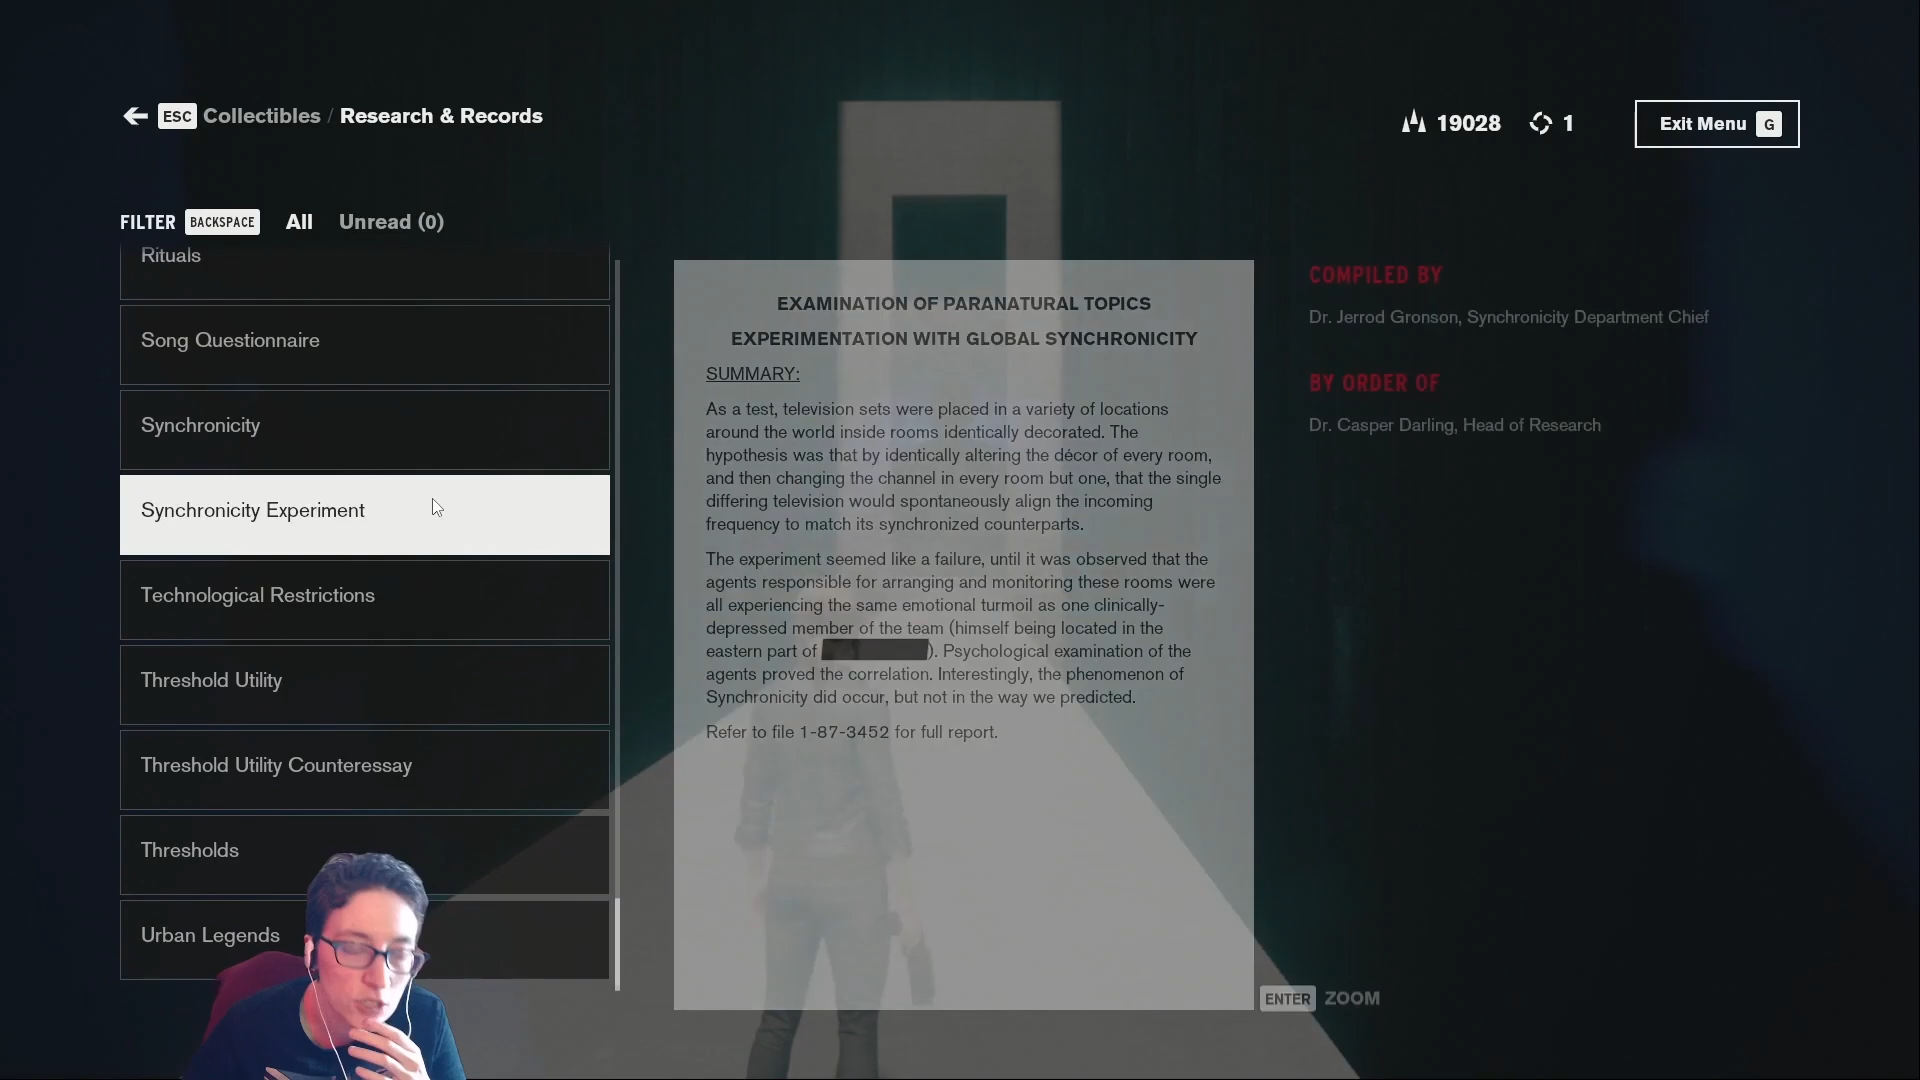 ESC Collectibles / Research & Records
19028 1
Exit Menu G
FILTER BACKSPACE All Unread (0)
Rituals
Song Questionnaire
Synchronicity
Synchronicity Experiment
Technological Restrictions
Threshold Utility
Threshold Utility Counteressay
Thresholds
Urban Legends
EXAMINATION OF PARANATURAL TOPICS
EXPERIMENTATION WITH GLOBAL SYNCHRONICITY
SUMMARY:
As a test, television sets were placed in a variety of locations
around the world inside rooms identically decorated. The
hypothesis was that by identically altering the décor of every room,
and then changing the channel in every room but one, that the single
differing television would spontaneously align the incoming
frequency to match its synchronized counterparts.
The experiment seemed like a failure, until it was observed that the
agents responsible for arranging and monitoring these rooms were
all experiencing the same emotional turmoil as one clinically-
depressed member of the team (himself being located in the
eastern part of ). Psychological examination of the
agents proved the correlation. Interestingly, the phenomenon of
Synchronicity did occur, but not in the way we predicted.
Refer to file 1-87-3452 for full report.
COMPILED BY
Dr. Jerrod Gronson, Synchronicity Department Chief
BY ORDER OF
Dr. Casper Darling, Head of Research
ENTER ZOOM